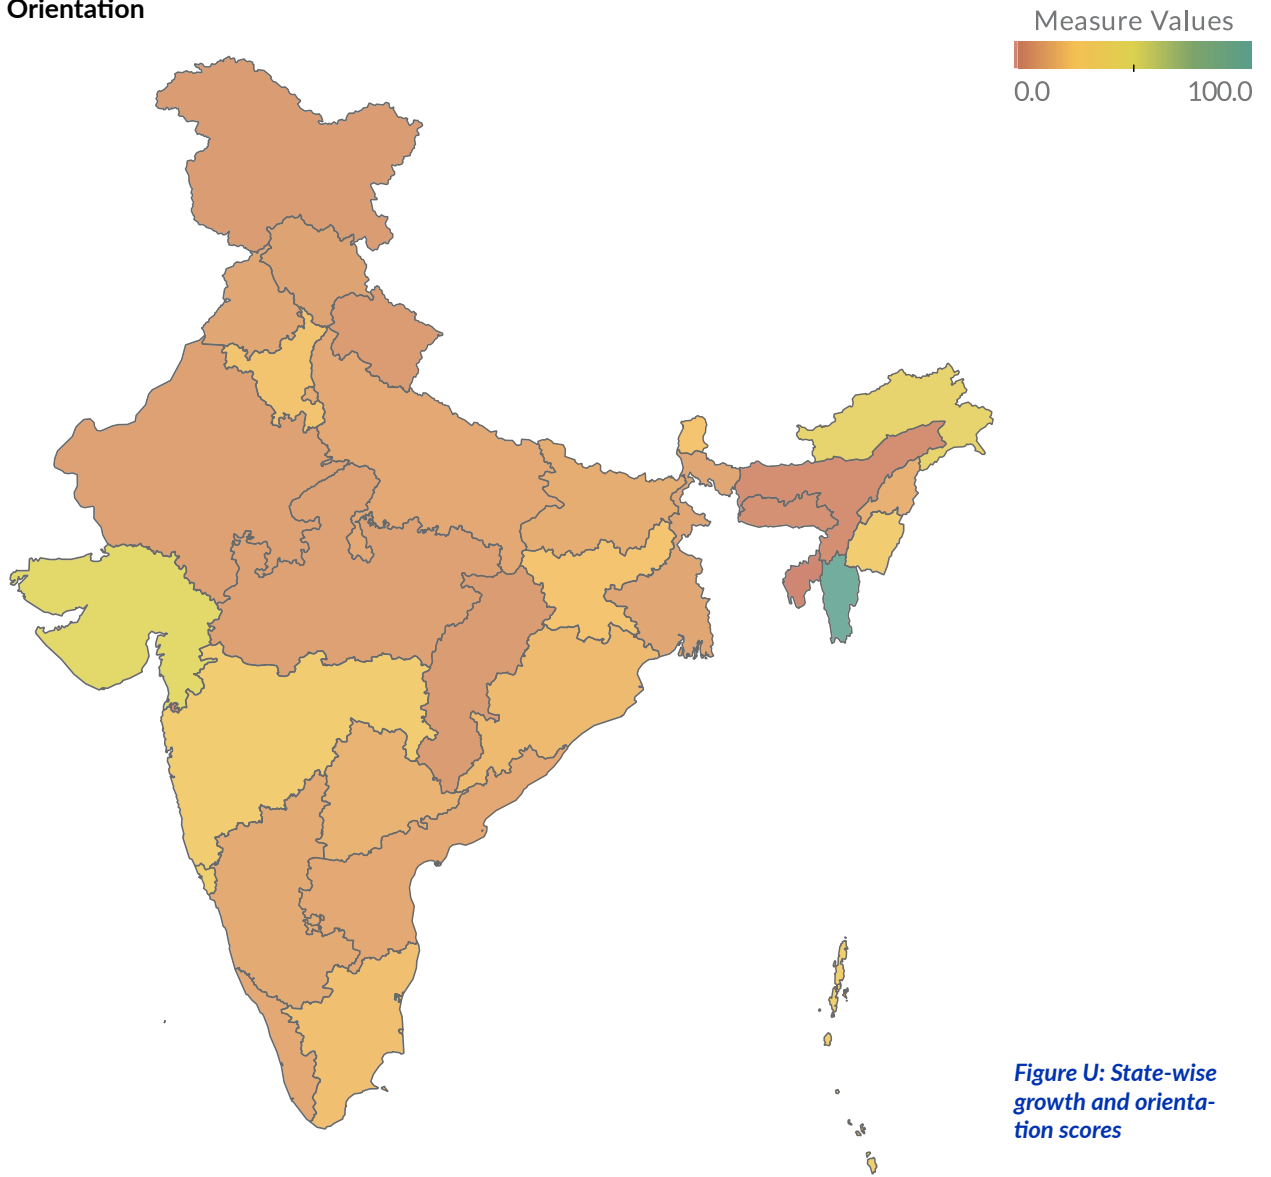 Orientation
Measure Values
0.0 100.0
Figure U: State-wise
growth and orienta-
tion scores